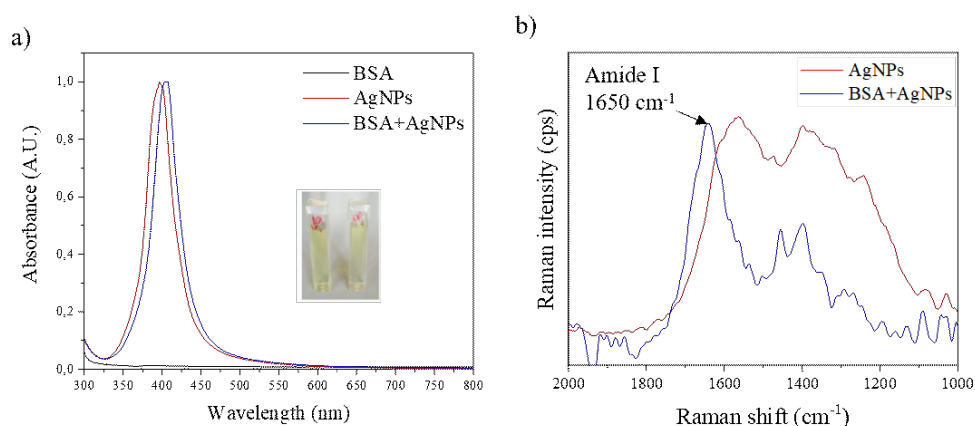 a)
BSA
AgNPs
BSA+AgNPs
1,0
0,8
0,6
0,4
0,2
0,0
300 350 400 450 500 550 600 650 700 750 800
Absorbance (A.U.)
Wavelength (nm)
b)
Amide I
1650 cm⁻¹
AgNPs
BSA+AgNPs
Raman intensity (cps)
2000 1800 1600 1400 1200 1000
Raman shift (cm⁻¹)